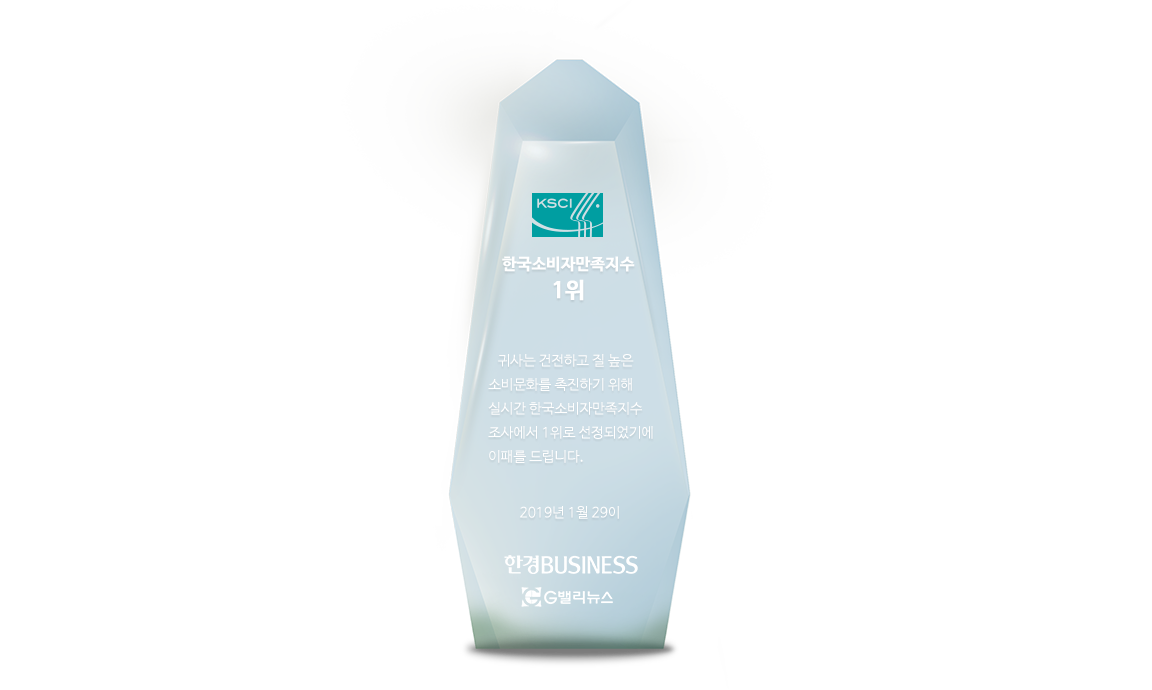 KSCI
한국소비자만족지수
1위
귀사는 건전하고 질 높은
소비문화를 촉진하기 위해
실시간 한국소비자만족지수
조사에서 1위로 선정되었기에
이패를 드립니다.
2019년 1월 29이
한경BUSINESS
G밸리뉴스